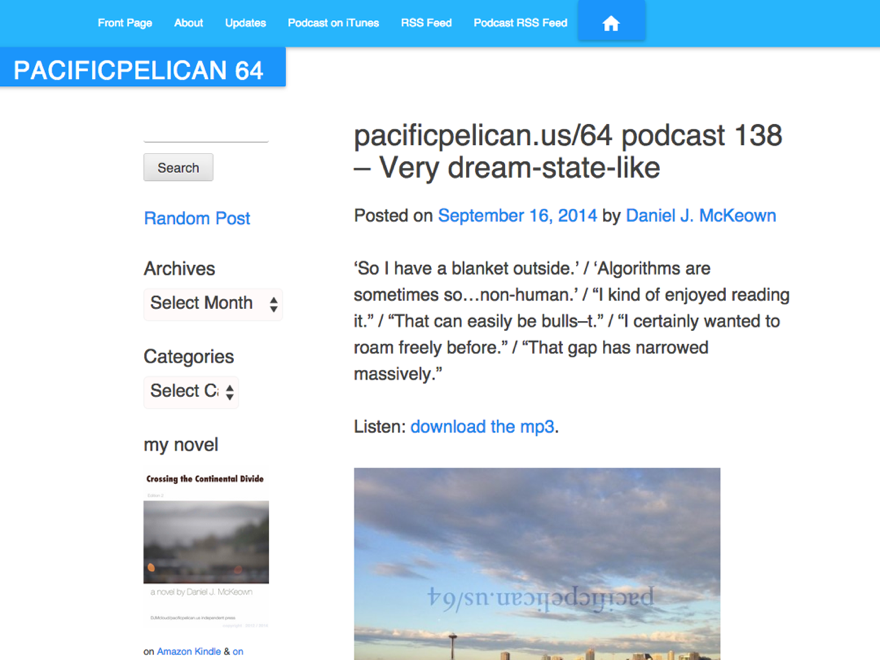 Front Page About Updates Podcast on iTunes RSS Feed Podcast RSS Feed
PACIFICPELICAN 64
Search
Random Post
Archives
Select Month
Categories
Select Ca
my novel
Crossing the Continental Divide
a novel by Daniel J. McKeown
on Amazon Kindle & on
pacificpelican.us/64 podcast 138
– Very dream-state-like
Posted on September 16, 2014 by Daniel J. McKeown
‘So I have a blanket outside.’ / ‘Algorithms are
sometimes so…non-human.’ / “I kind of enjoyed reading
it.” / “That can easily be bulls–t.” / “I certainly wanted to
roam freely before.” / “That gap has narrowed
massively.”
Listen: download the mp3.
pacificpelican.us/64